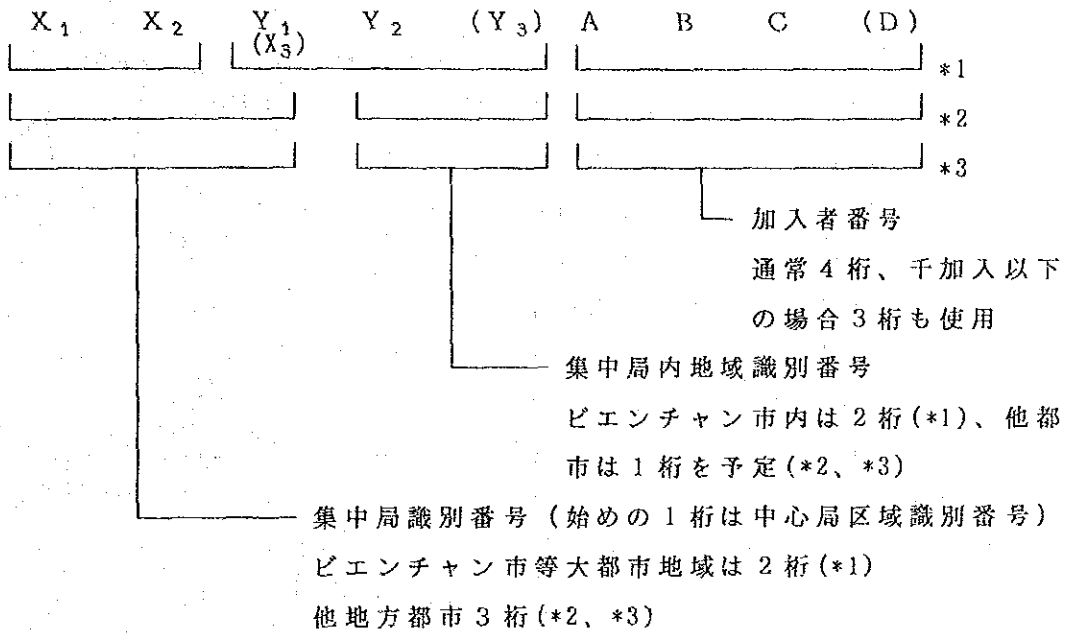 X₁ X₂ Y₁ Y₂ (Y₃) A B C (D)
(X₃)
*1
*2
*3
加入者番号
通常4桁、千加入以下
の場合3桁も使用
集中局内地域識別番号
ビエンチャン市内は2桁(*1)、他都
市は1桁を予定(*2、*3)
集中局識別番号(始めの1桁は中心局区域識別番号)
ビエンチャン市等大都市地域は2桁(*1)
他地方都市3桁(*2、*3)